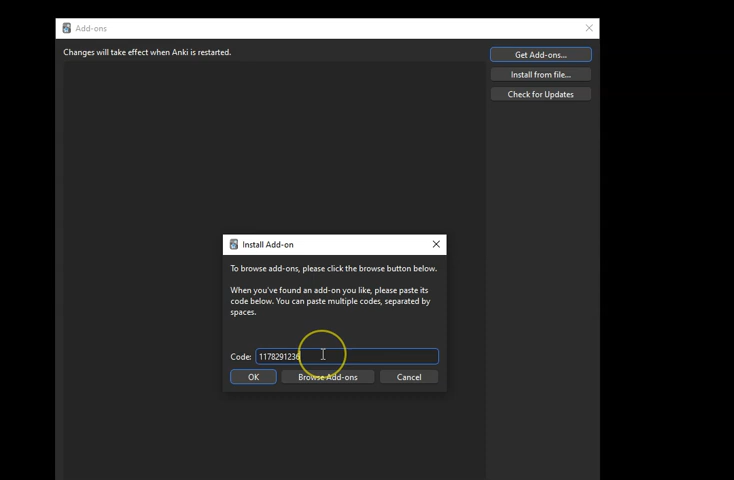 Add-ons
Changes will take effect when Anki is restarted.
Get Add-ons...
Install from file...
Check for Updates
Install Add-on
To browse add-ons, please click the browse button below.
When you've found an add-on you like, please paste its
code below. You can paste multiple codes, separated by
spaces.
Code: 1178291236
OK Browse Add-ons Cancel